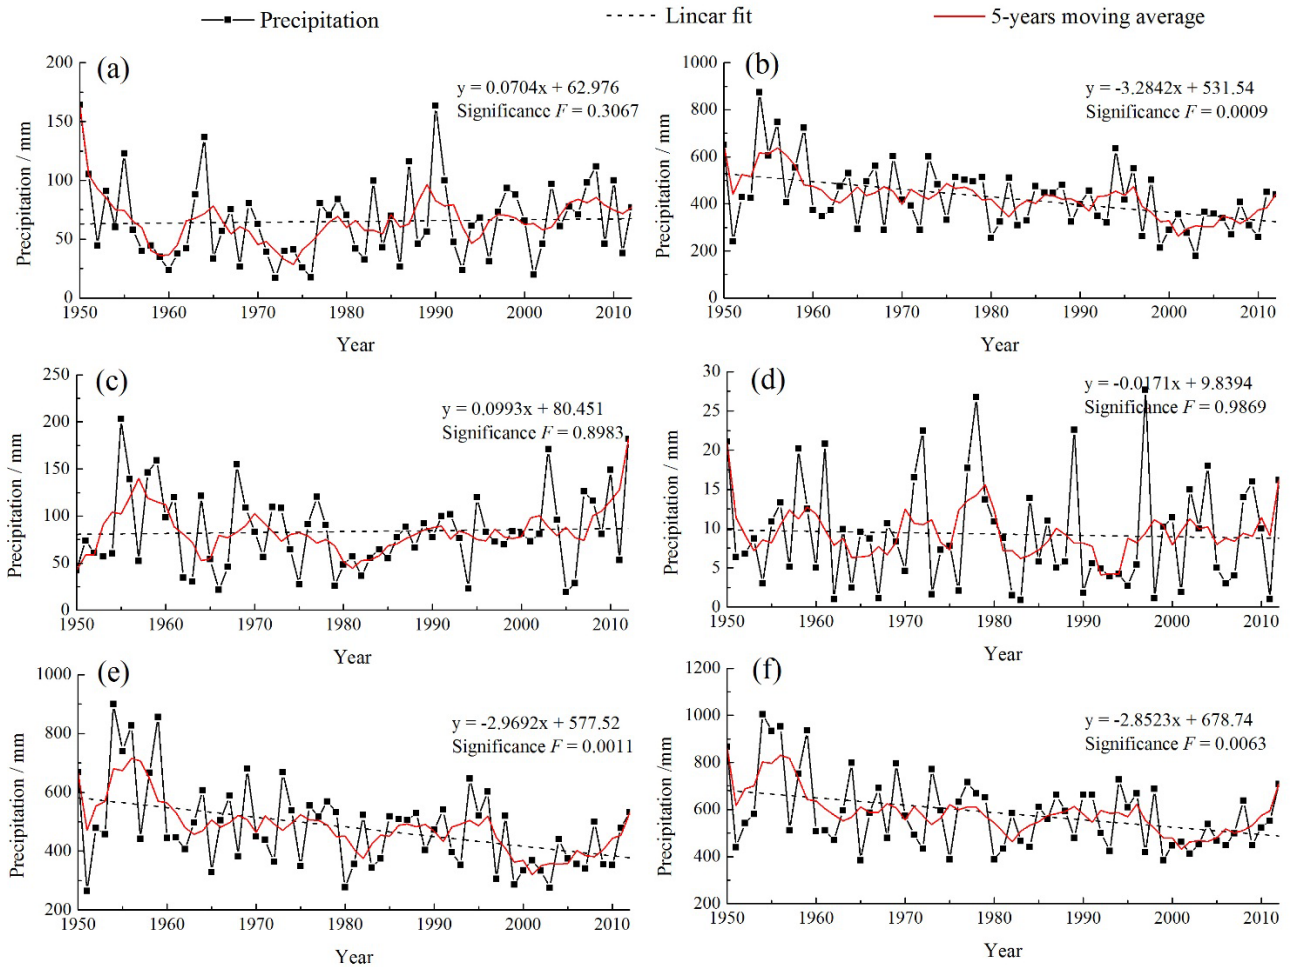 Precipitation Linear fit 5-years moving average
(a)
y = 0.0704x + 62.976
Significance F = 0.3067
Precipitation / mm
200
150
100
50
0
1950 1960 1970 1980 1990 2000 2010
Year
(b)
y = -3.2842x + 531.54
Significance F = 0.0009
Precipitation / mm
1000
800
600
400
200
0
1950 1960 1970 1980 1990 2000 2010
Year
(c)
y = 0.0993x + 80.451
Significance F = 0.8983
Precipitation / mm
250
200
150
100
50
0
1950 1960 1970 1980 1990 2000 2010
Year
(d)
y = -0.0171x + 9.8394
Significance F = 0.9869
Precipitation / mm
30
25
20
15
10
5
0
1950 1960 1970 1980 1990 2000 2010
Year
(e)
y = -2.9692x + 577.52
Significance F = 0.0011
Precipitation / mm
1000
800
600
400
200
1950 1960 1970 1980 1990 2000 2010
Year
(f)
y = -2.8523x + 678.74
Significance F = 0.0063
Precipitation /mm
1200
1000
800
600
400
200
1950 1960 1970 1980 1990 2000 2010
Year